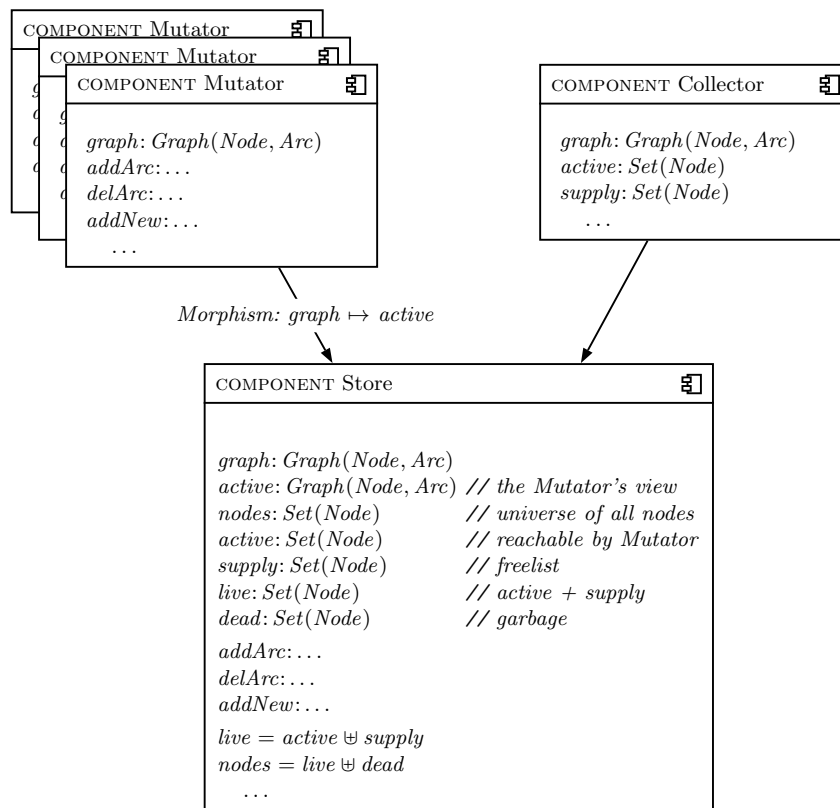 COMPONENT Mutator
COMPONENT Mutator
COMPONENT Mutator
graph: Graph(Node, Arc)
addArc: . . .
delArc: . . .
addNew: . . .
. . .
COMPONENT Collector
graph: Graph(Node, Arc)
active: Set(Node)
supply: Set(Node)
. . .
Morphism: graph ↦ active
COMPONENT Store
graph: Graph(Node, Arc)
active: Graph(Node, Arc) // the Mutator's view
nodes: Set(Node) // universe of all nodes
active: Set(Node) // reachable by Mutator
supply: Set(Node) // freelist
live: Set(Node) // active + supply
dead: Set(Node) // garbage
addArc: . . .
delArc: . . .
addNew: . . .
live = active ⊎ supply
nodes = live ⊎ dead
. . .